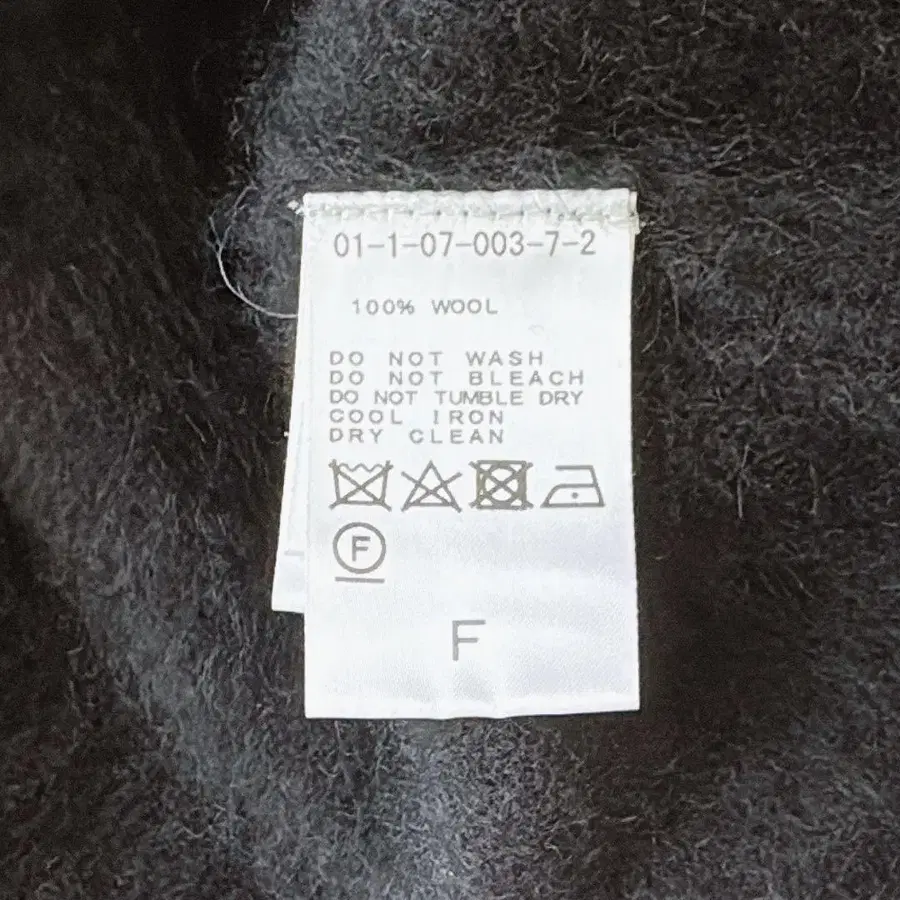 01-1-07-003-7-2
100% WOOL
DO NOT WASH
DO NOT BLEACH
DO NOT TUMBLE DRY
COOL IRON
DRY CLEAN
F
F